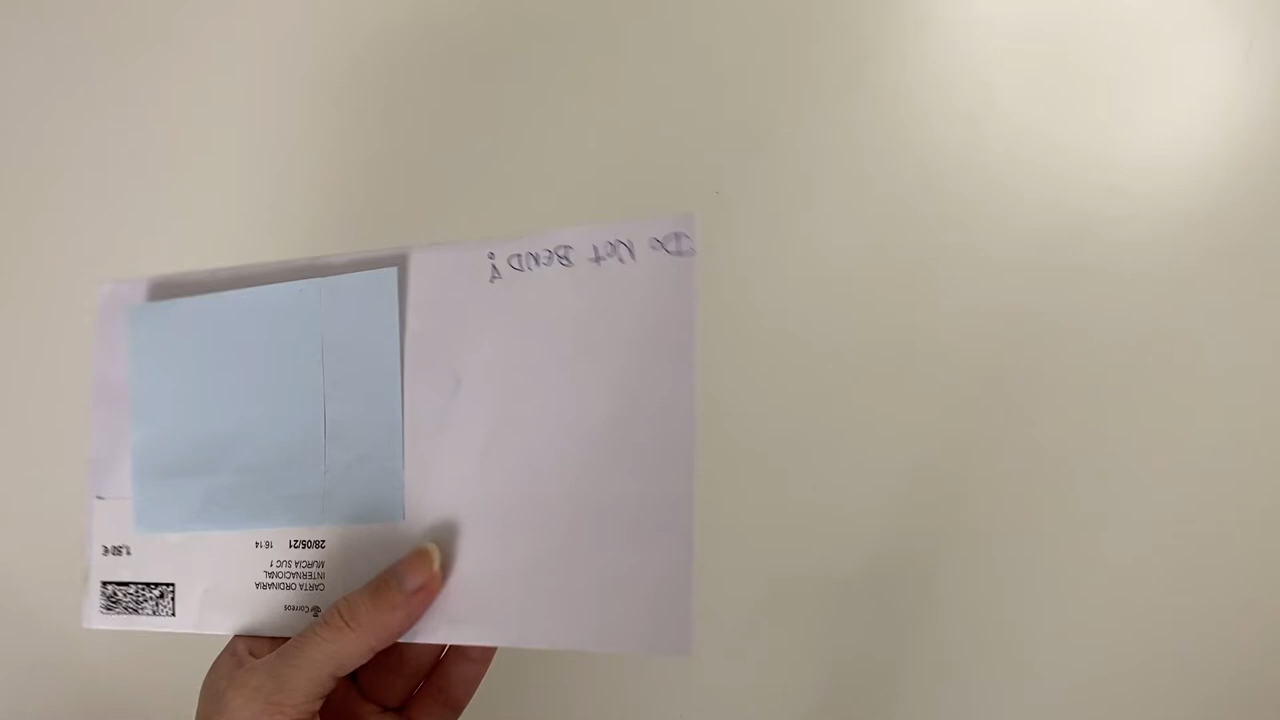 Correos
CARTA ORDINARIA
INTERNACIONAL
MURCIA SUC 1
28/05/21 16:14
1,50 €
Do Not BEND!